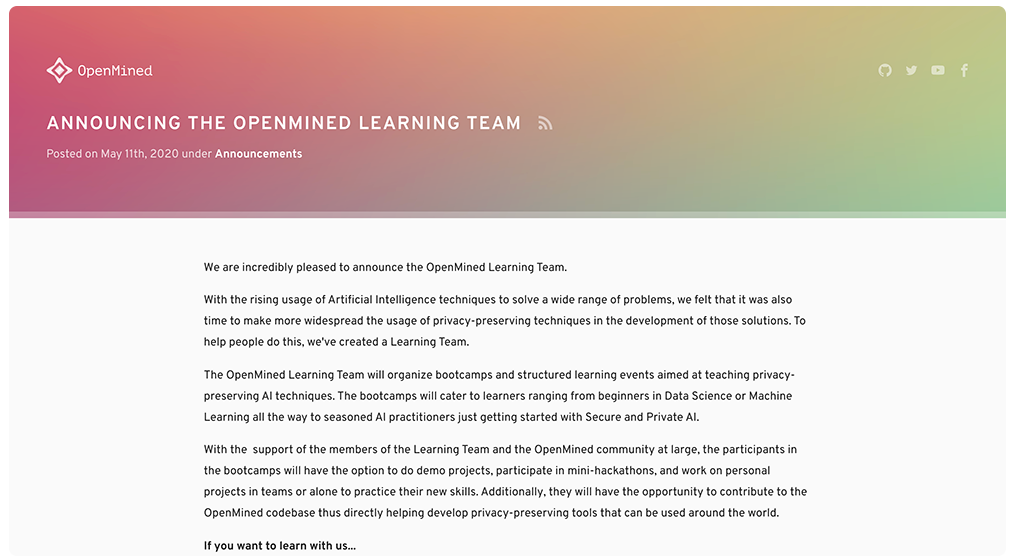 OpenMined
ANNOUNCING THE OPENMINED LEARNING TEAM
Posted on May 11th, 2020 under Announcements
We are incredibly pleased to announce the OpenMined Learning Team.
With the rising usage of Artificial Intelligence techniques to solve a wide range of problems, we felt that it was also
time to make more widespread the usage of privacy-preserving techniques in the development of those solutions. To
help people do this, we've created a Learning Team.
The OpenMined Learning Team will organize bootcamps and structured learning events aimed at teaching privacy-
preserving AI techniques. The bootcamps will cater to learners ranging from beginners in Data Science or Machine
Learning all the way to seasoned AI practitioners just getting started with Secure and Private AI.
With the  support of the members of the Learning Team and the OpenMined community at large, the participants in
the bootcamps will have the option to do demo projects, participate in mini-hackathons, and work on personal
projects in teams or alone to practice their new skills. Additionally, they will have the opportunity to contribute to the
OpenMined codebase thus directly helping develop privacy-preserving tools that can be used around the world.
If you want to learn with us...